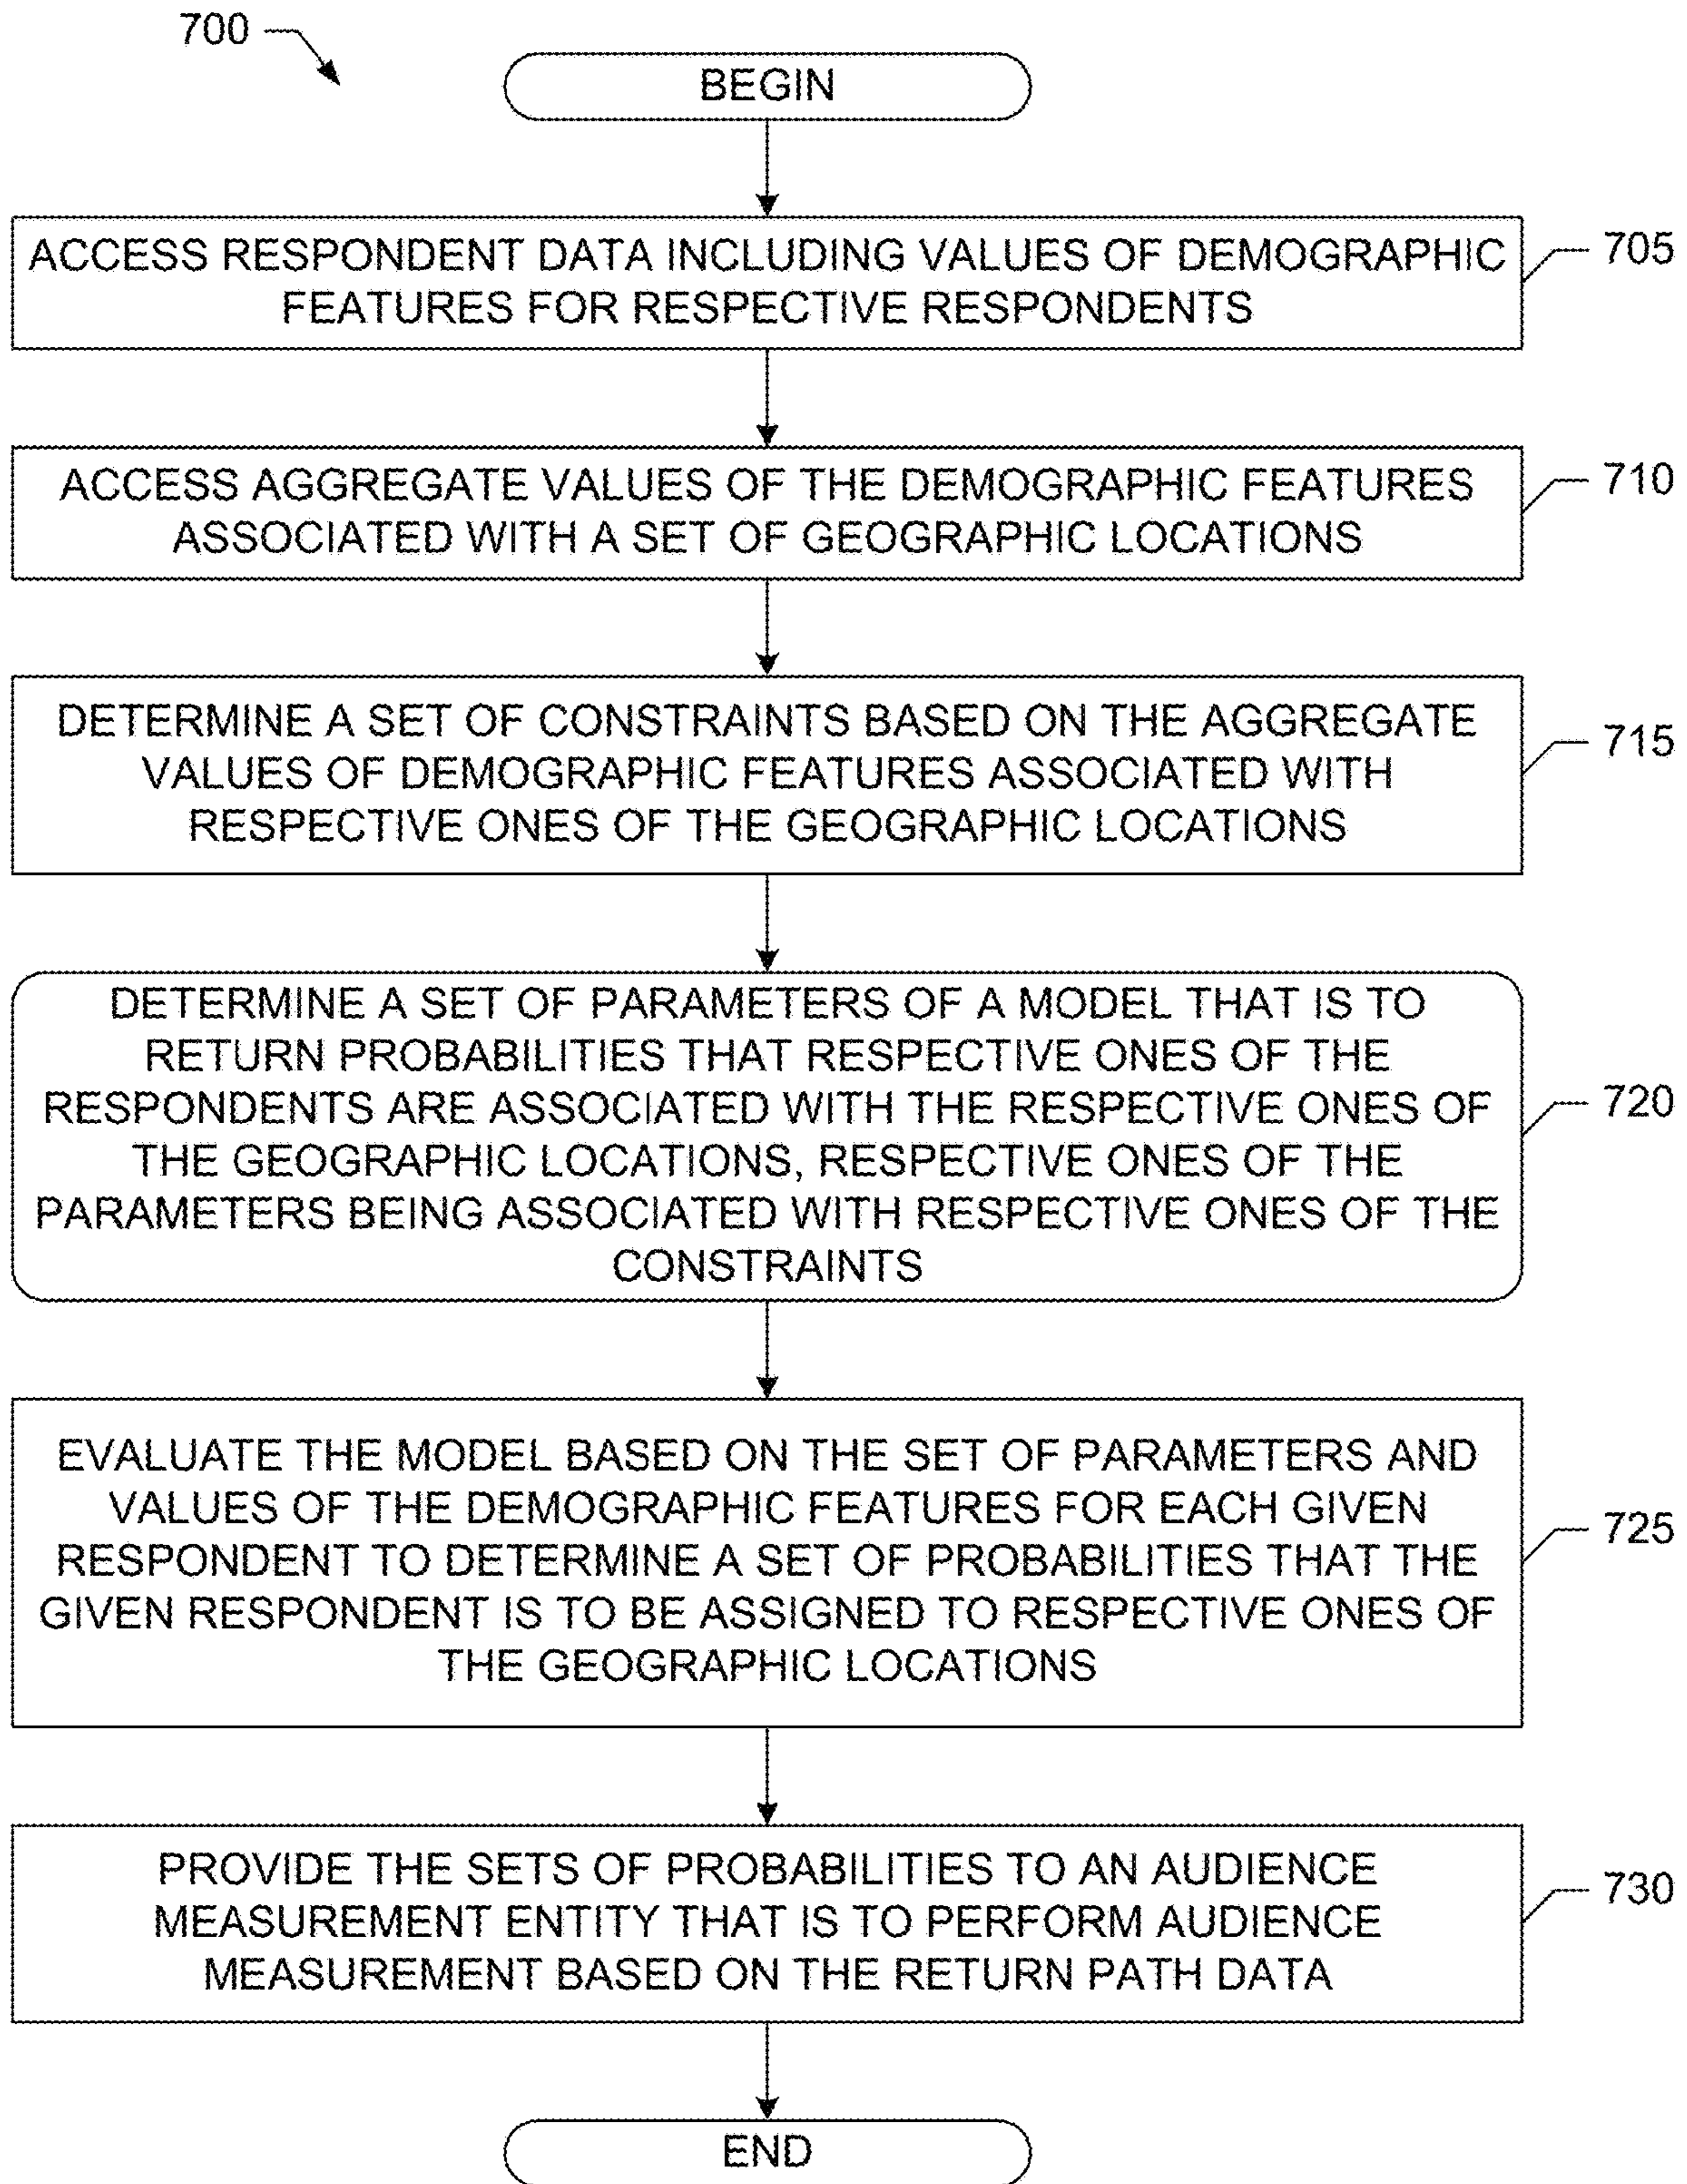 700
BEGIN
ACCESS RESPONDENT DATA INCLUDING VALUES OF DEMOGRAPHIC
FEATURES FOR RESPECTIVE RESPONDENTS
705
ACCESS AGGREGATE VALUES OF THE DEMOGRAPHIC FEATURES
ASSOCIATED WITH A SET OF GEOGRAPHIC LOCATIONS
710
DETERMINE A SET OF CONSTRAINTS BASED ON THE AGGREGATE
VALUES OF DEMOGRAPHIC FEATURES ASSOCIATED WITH
RESPECTIVE ONES OF THE GEOGRAPHIC LOCATIONS
715
DETERMINE A SET OF PARAMETERS OF A MODEL THAT IS TO
RETURN PROBABILITIES THAT RESPECTIVE ONES OF THE
RESPONDENTS ARE ASSOCIATED WITH THE RESPECTIVE ONES OF
THE GEOGRAPHIC LOCATIONS, RESPECTIVE ONES OF THE
PARAMETERS BEING ASSOCIATED WITH RESPECTIVE ONES OF THE
CONSTRAINTS
720
EVALUATE THE MODEL BASED ON THE SET OF PARAMETERS AND
VALUES OF THE DEMOGRAPHIC FEATURES FOR EACH GIVEN
RESPONDENT TO DETERMINE A SET OF PROBABILITIES THAT THE
GIVEN RESPONDENT IS TO BE ASSIGNED TO RESPECTIVE ONES OF
THE GEOGRAPHIC LOCATIONS
725
PROVIDE THE SETS OF PROBABILITIES TO AN AUDIENCE
MEASUREMENT ENTITY THAT IS TO PERFORM AUDIENCE
MEASUREMENT BASED ON THE RETURN PATH DATA
730
END